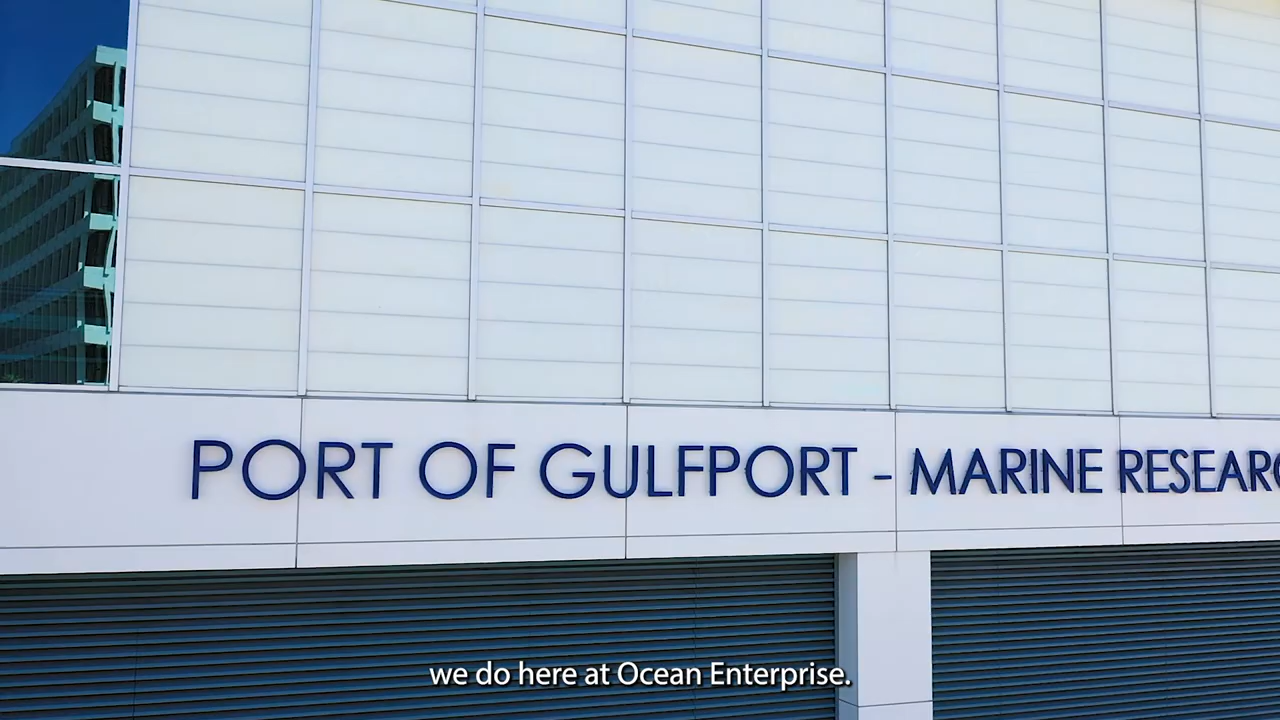 PORT OF GULFPORT - MARINE
we do here at Ocean Enterprise.